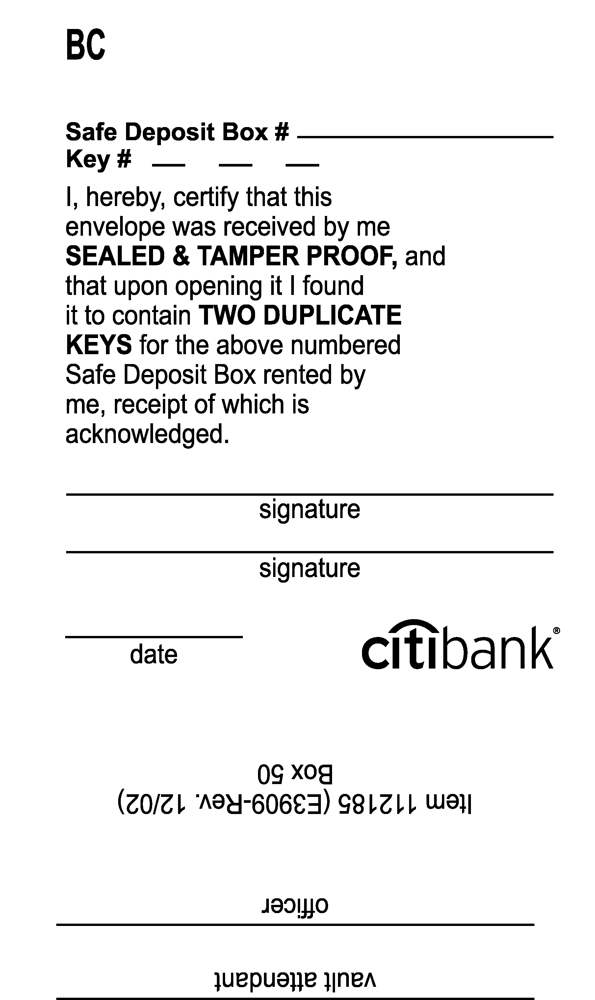 BC
Safe Deposit Box #
Key #
I, hereby, certify that this
envelope was received by me
SEALED & TAMPER PROOF, and
that upon opening it I found
it to contain TWO DUPLICATE
KEYS for the above numbered
Safe Deposit Box rented by
me, receipt of which is
acknowledged.
signature
signature
date
citibank®
vault attendant
officer
Item 112185 (E3909-Rev. 12/02)
Box 50